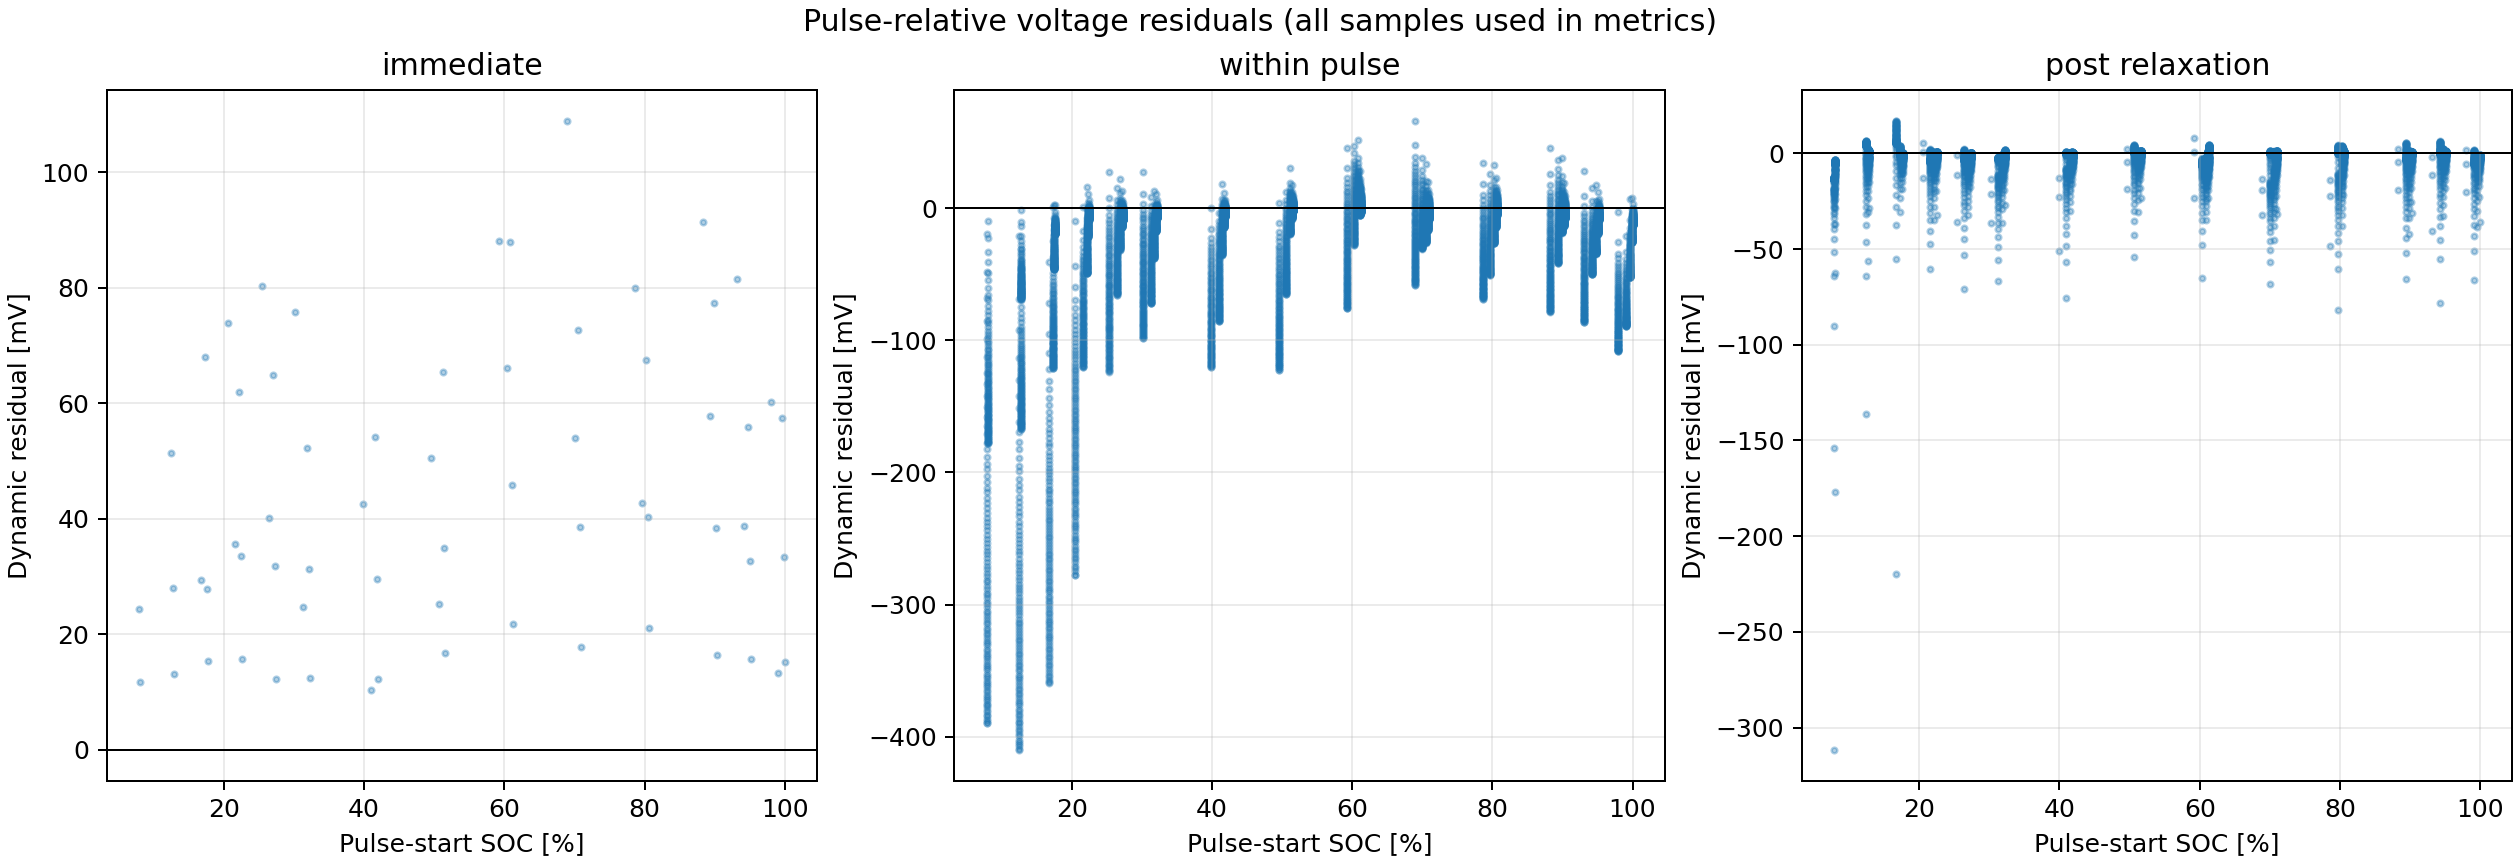 Pulse-relative voltage residuals (all samples used in metrics)
immediate
Dynamic residual [mV]
100
80
60
40
20
0
20 40 60 80 100
Pulse-start SOC [%]
within pulse
Dynamic residual [mV]
0
−100
−200
−300
−400
20 40 60 80 100
Pulse-start SOC [%]
post relaxation
Dynamic residual [mV]
0
−50
−100
−150
−200
−250
−300
20 40 60 80 100
Pulse-start SOC [%]